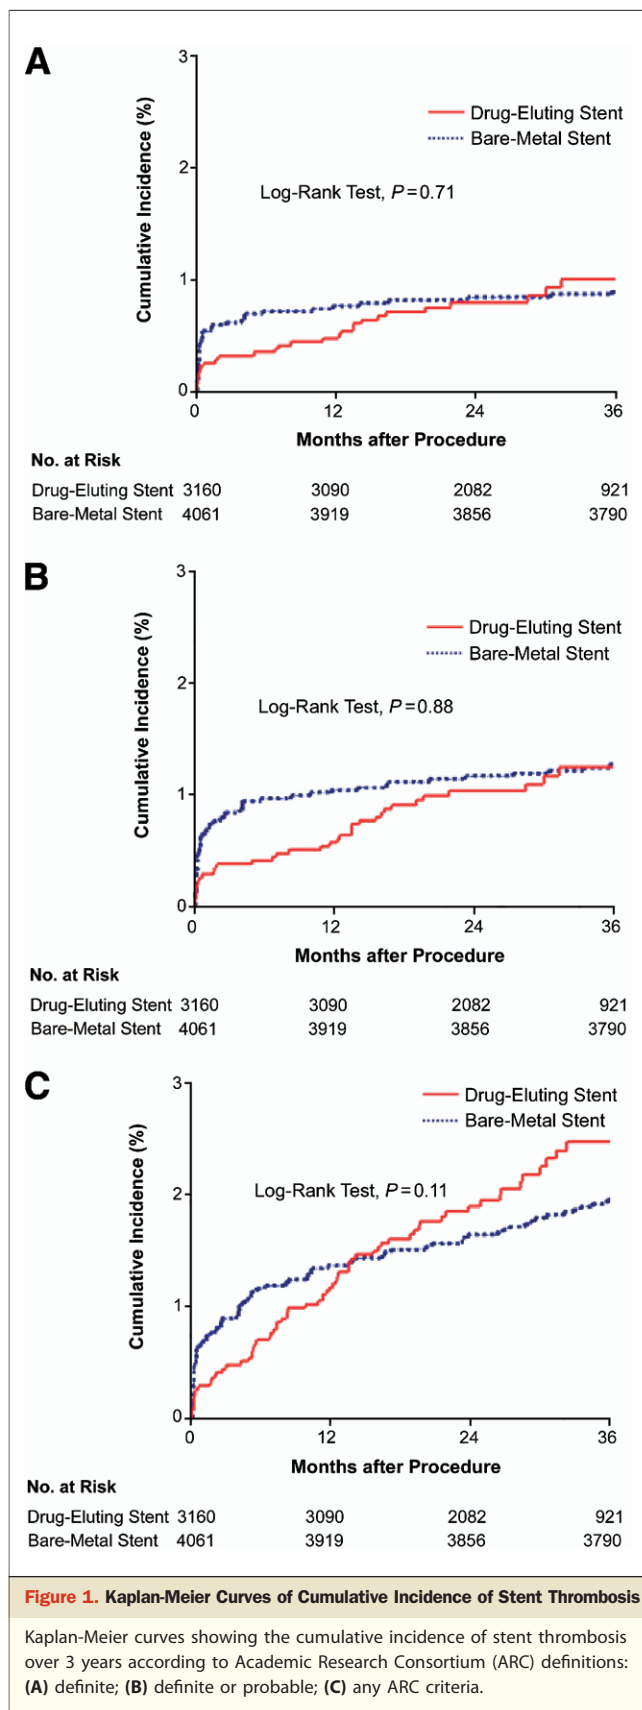 A
3
2
1
0
Cumulative Incidence (%)
Drug-Eluting Stent
Bare-Metal Stent
Log-Rank Test, P=0.71
0 12 24 36
Months after Procedure
No. at Risk
Drug-Eluting Stent 3160 3090 2082 921
Bare-Metal Stent 4061 3919 3856 3790
B
3
2
1
0
Cumulative Incidence (%)
Drug-Eluting Stent
Bare-Metal Stent
Log-Rank Test, P=0.88
0 12 24 36
Months after Procedure
No. at Risk
Drug-Eluting Stent 3160 3090 2082 921
Bare-Metal Stent 4061 3919 3856 3790
C
3
2
1
0
Cumulative Incidence (%)
Drug-Eluting Stent
Bare-Metal Stent
Log-Rank Test, P=0.11
0 12 24 36
Months after Procedure
No. at Risk
Drug-Eluting Stent 3160 3090 2082 921
Bare-Metal Stent 4061 3919 3856 3790
Figure 1. Kaplan-Meier Curves of Cumulative Incidence of Stent Thrombosis
Kaplan-Meier curves showing the cumulative incidence of stent thrombosis
over 3 years according to Academic Research Consortium (ARC) definitions:
(A) definite; (B) definite or probable; (C) any ARC criteria.